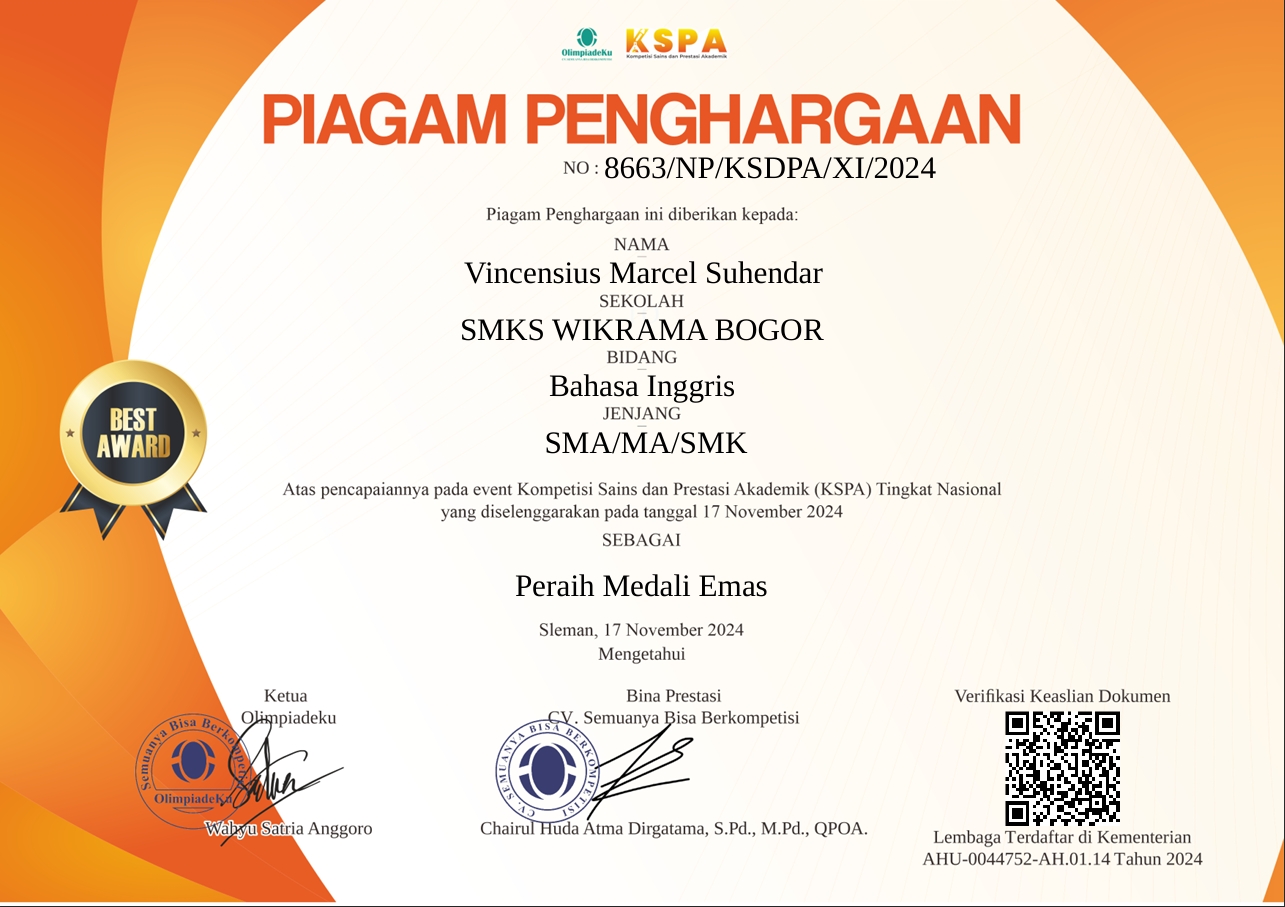 OlimpiadeKu
KSPA
Kompetisi Sains dan Prestasi Akademik
PIAGAM PENGHARGAAN
NO : 8663/NP/KSDPA/XI/2024
Piagam Penghargaan ini diberikan kepada:
NAMA
Vincensius Marcel Suhendar
SEKOLAH
SMKS WIKRAMA BOGOR
BIDANG
Bahasa Inggris
JENJANG
SMA/MA/SMK
BEST
AWARD
Atas pencapaiannya pada event Kompetisi Sains dan Prestasi Akademik (KSPA) Tingkat Nasional
yang diselenggarakan pada tanggal 17 November 2024
SEBAGAI
Peraih Medali Emas
Sleman, 17 November 2024
Mengetahui
Ketua
Olimpiadeku
Semuanya Bisa Berkompetisi
OlimpiadeKu
Wahyu Satria Anggoro
Bina Prestasi
CV. Semuanya Bisa Berkompetisi
CV. SEMUANYA BISA BERKOMPETISI
Chairul Huda Atma Dirgatama, S.Pd., M.Pd., QPOA.
Verifikasi Keaslian Dokumen
Lembaga Terdaftar di Kementerian
AHU-0044752-AH.01.14 Tahun 2024